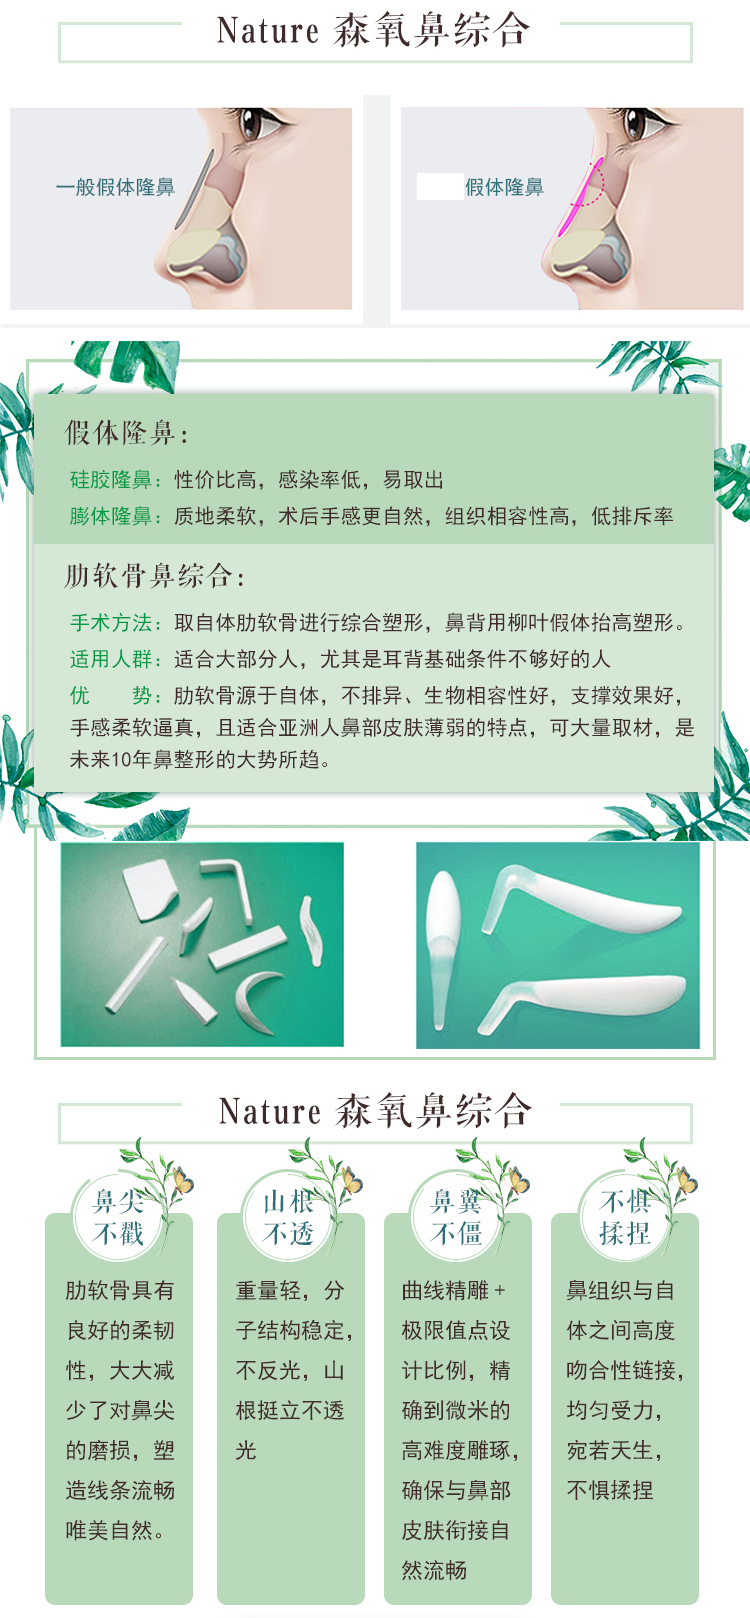 Nature 森氧鼻综合
一般假体隆鼻
假体隆鼻
假体隆鼻：
硅胶隆鼻：性价比高，感染率低，易取出
膨体隆鼻：质地柔软，术后手感更自然，组织相容性高，低排斥率
肋软骨鼻综合：
手术方法：取自体肋软骨进行综合塑形，鼻背用柳叶假体抬高塑形。
适用人群：适合大部分人，尤其是耳背基础条件不够好的人
优　　势：肋软骨源于自体，不排异、生物相容性好，支撑效果好，
手感柔软逼真，且适合亚洲人鼻部皮肤薄弱的特点，可大量取材，是
未来10年鼻整形的大势所趋。
Nature 森氧鼻综合
鼻尖
不戳
肋软骨具有
良好的柔韧
性，大大减
少了对鼻尖
的磨损，塑
造线条流畅
唯美自然。
山根
不透
重量轻，分
子结构稳定，
不反光，山
根挺立不透
光
鼻翼
不僵
曲线精雕+
极限值点设
计比例，精
确到微米的
高难度雕琢，
确保与鼻部
皮肤衔接自
然流畅
不惧
揉捏
鼻组织与自
体之间高度
吻合性链接，
均匀受力，
宛若天生，
不惧揉捏